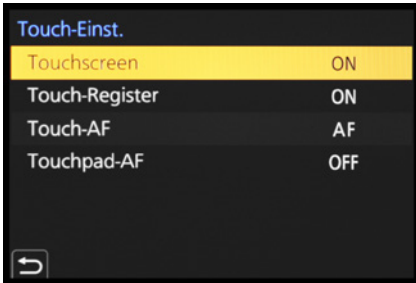 Touch-Einst.
Touchscreen ON
Touch-Register ON
Touch-AF AF
Touchpad-AF OFF